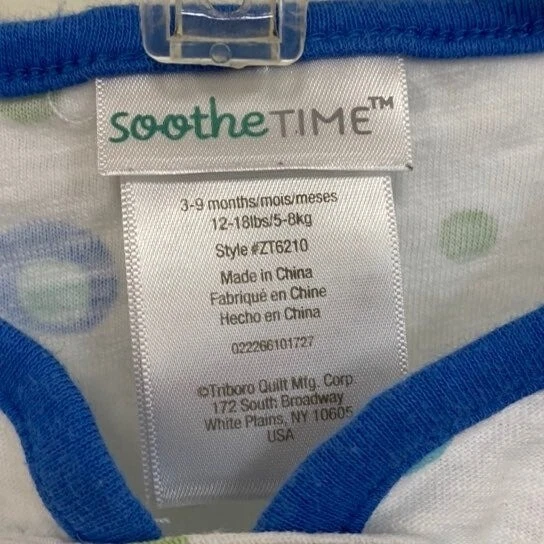 sootheTIME™
3-9 months/mois/meses
12-18lbs/5-8kg
Style #ZT6210
Made in China
Fabriqué en Chine
Hecho en China
022266101727
©Triboro Quilt Mfg. Corp
172 South Broadway
White Plains, NY 10605
USA